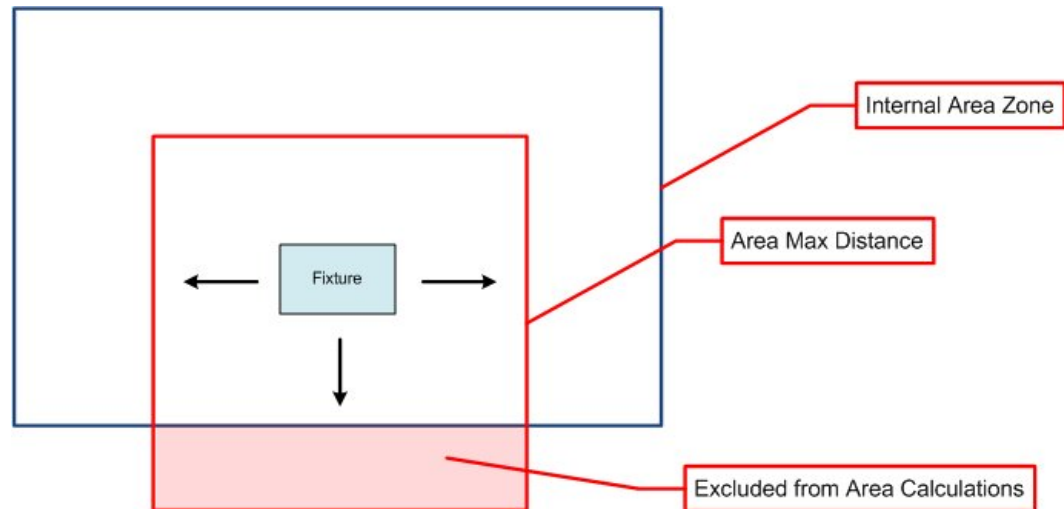 Internal Area Zone
Area Max Distance
Fixture
Excluded from Area Calculations